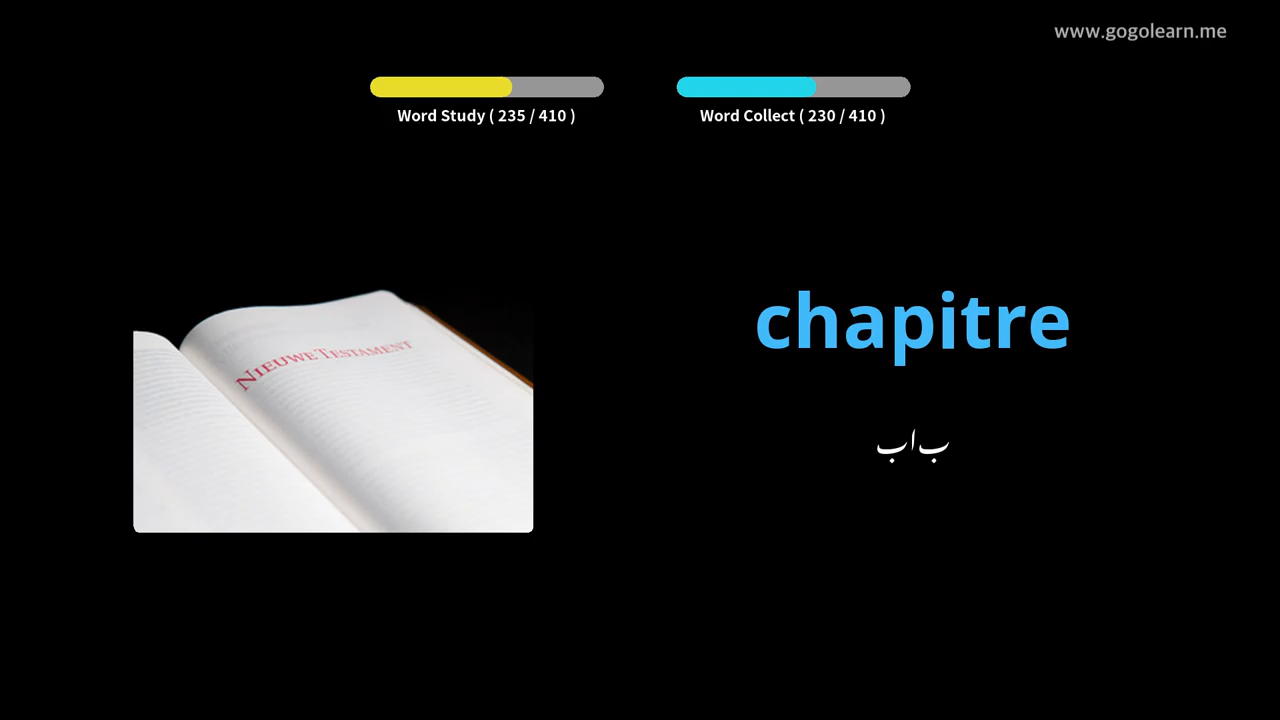 www.gogolearn.me
Word Study ( 235 / 410 )
Word Collect ( 230 / 410 )
NIEUWE TESTAMENT
chapitre
باب